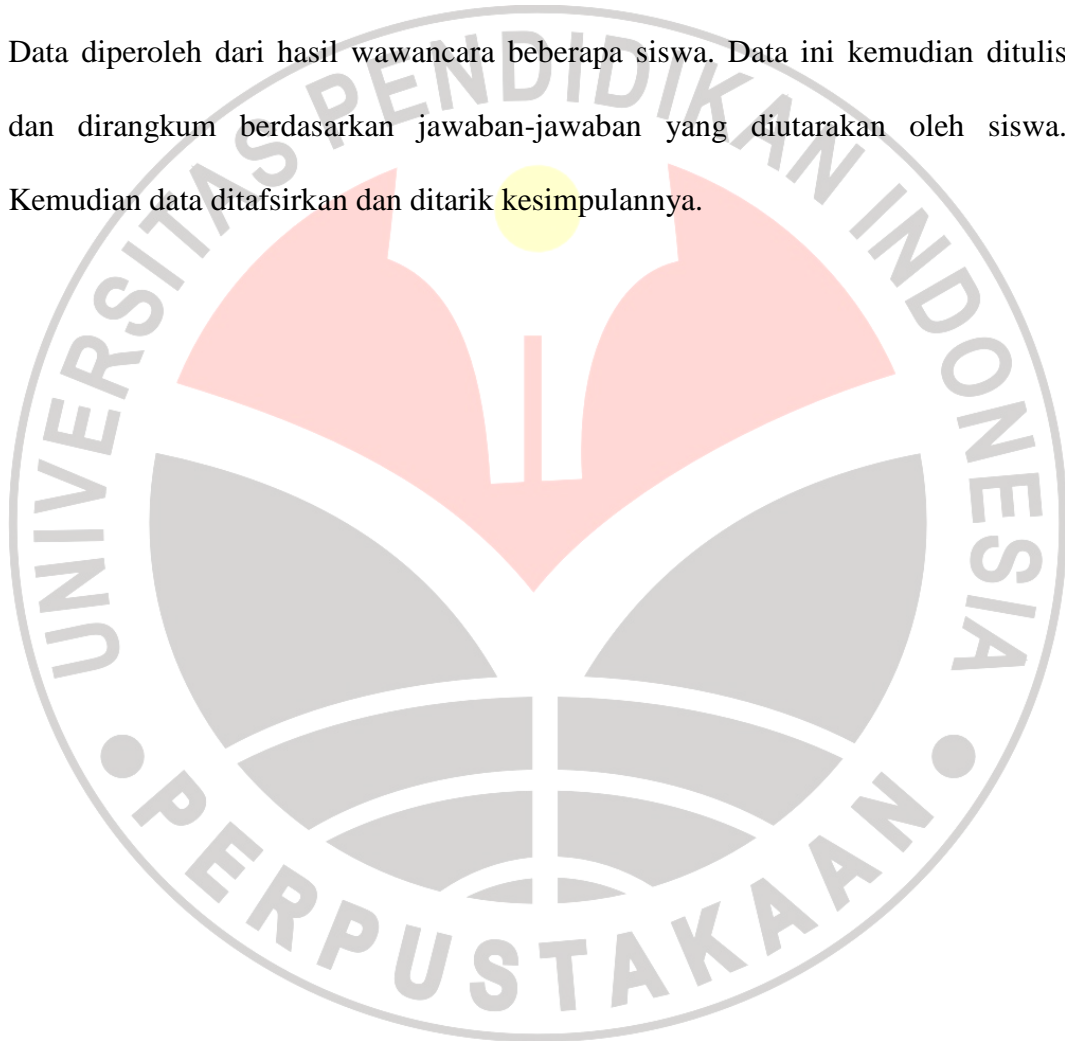 Data diperoleh dari hasil wawancara beberapa siswa. Data ini kemudian ditulis
dan dirangkum berdasarkan jawaban-jawaban yang diutarakan oleh siswa.
Kemudian data ditafsirkan dan ditarik kesimpulannya.
UNIVERSITAS PENDIDIKAN INDONESIA
PERPUSTAKAAN